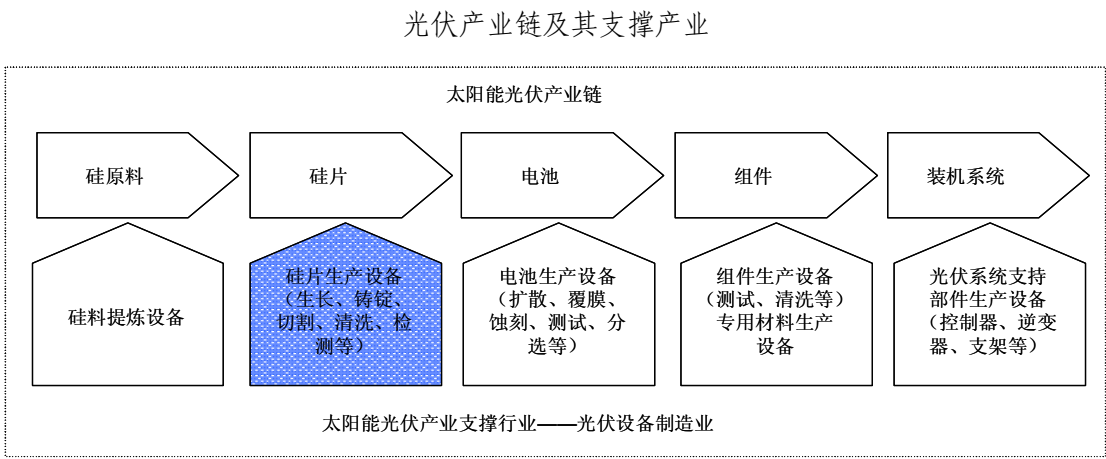 光伏产业链及其支撑产业
太阳能光伏产业链
硅原料
硅片
电池
组件
装机系统
硅料提炼设备
硅片生产设备
（生长、铸锭、
切割、清洗、检
测等）
电池生产设备
（扩散、覆膜、
蚀刻、测试、分
选等）
组件生产设备
（测试、清洗等）
专用材料生产
设备
光伏系统支持
部件生产设备
（控制器、逆变
器、支架等）
太阳能光伏产业支撑行业——光伏设备制造业